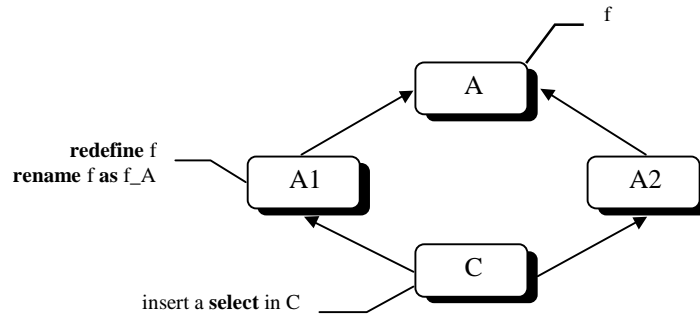 f
A
redefine f
rename f as f_A
A1
A2
C
insert a select in C